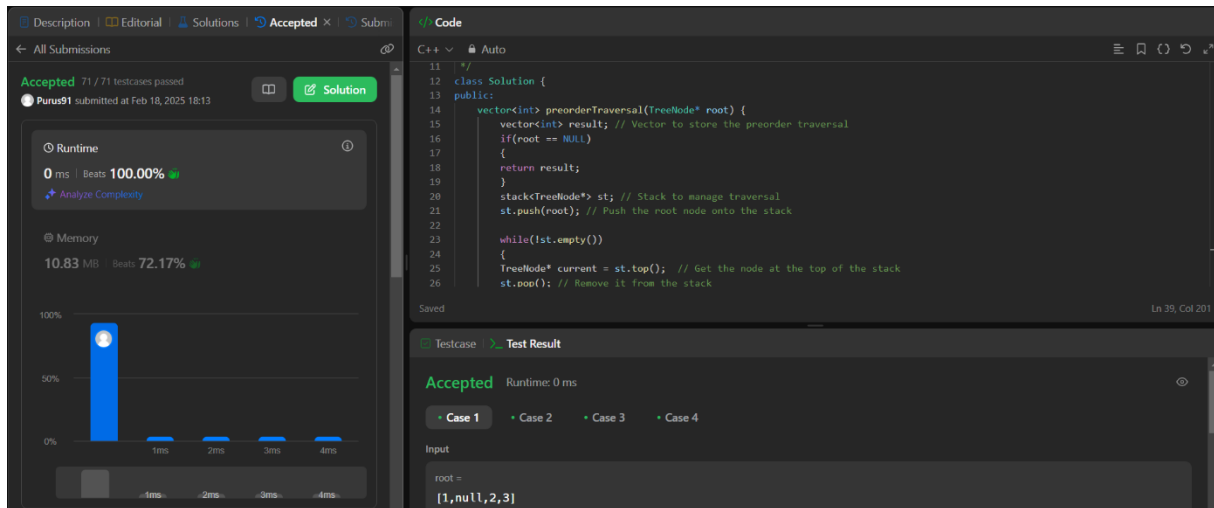 Description | Editorial | Solutions | Accepted × | Submi
← All Submissions
Accepted 71 / 71 testcases passed
Purus91 submitted at Feb 18, 2025 18:13
Solution
Runtime
0 ms | Beats 100.00%
Analyze Complexity
Memory
10.83 MB | Beats 72.17%
100%
50%
0%
1ms 2ms 3ms 4ms
1ms 2ms 3ms 4ms
</> Code
C++ Auto
11 */
12 class Solution {
13 public:
14 vector<int> preorderTraversal(TreeNode* root) {
15 vector<int> result; // Vector to store the preorder traversal
16 if(root == NULL)
17 {
18 return result;
19 }
20 stack<TreeNode*> st; // Stack to manage traversal
21 st.push(root); // Push the root node onto the stack
22
23 while(!st.empty())
24 {
25 TreeNode* current = st.top(); // Get the node at the top of the stack
26 st.pop(); // Remove it from the stack
Saved
Ln 39, Col 201
Testcase | >_ Test Result
Accepted Runtime: 0 ms
• Case 1 • Case 2 • Case 3 • Case 4
Input
root =
[1,null,2,3]